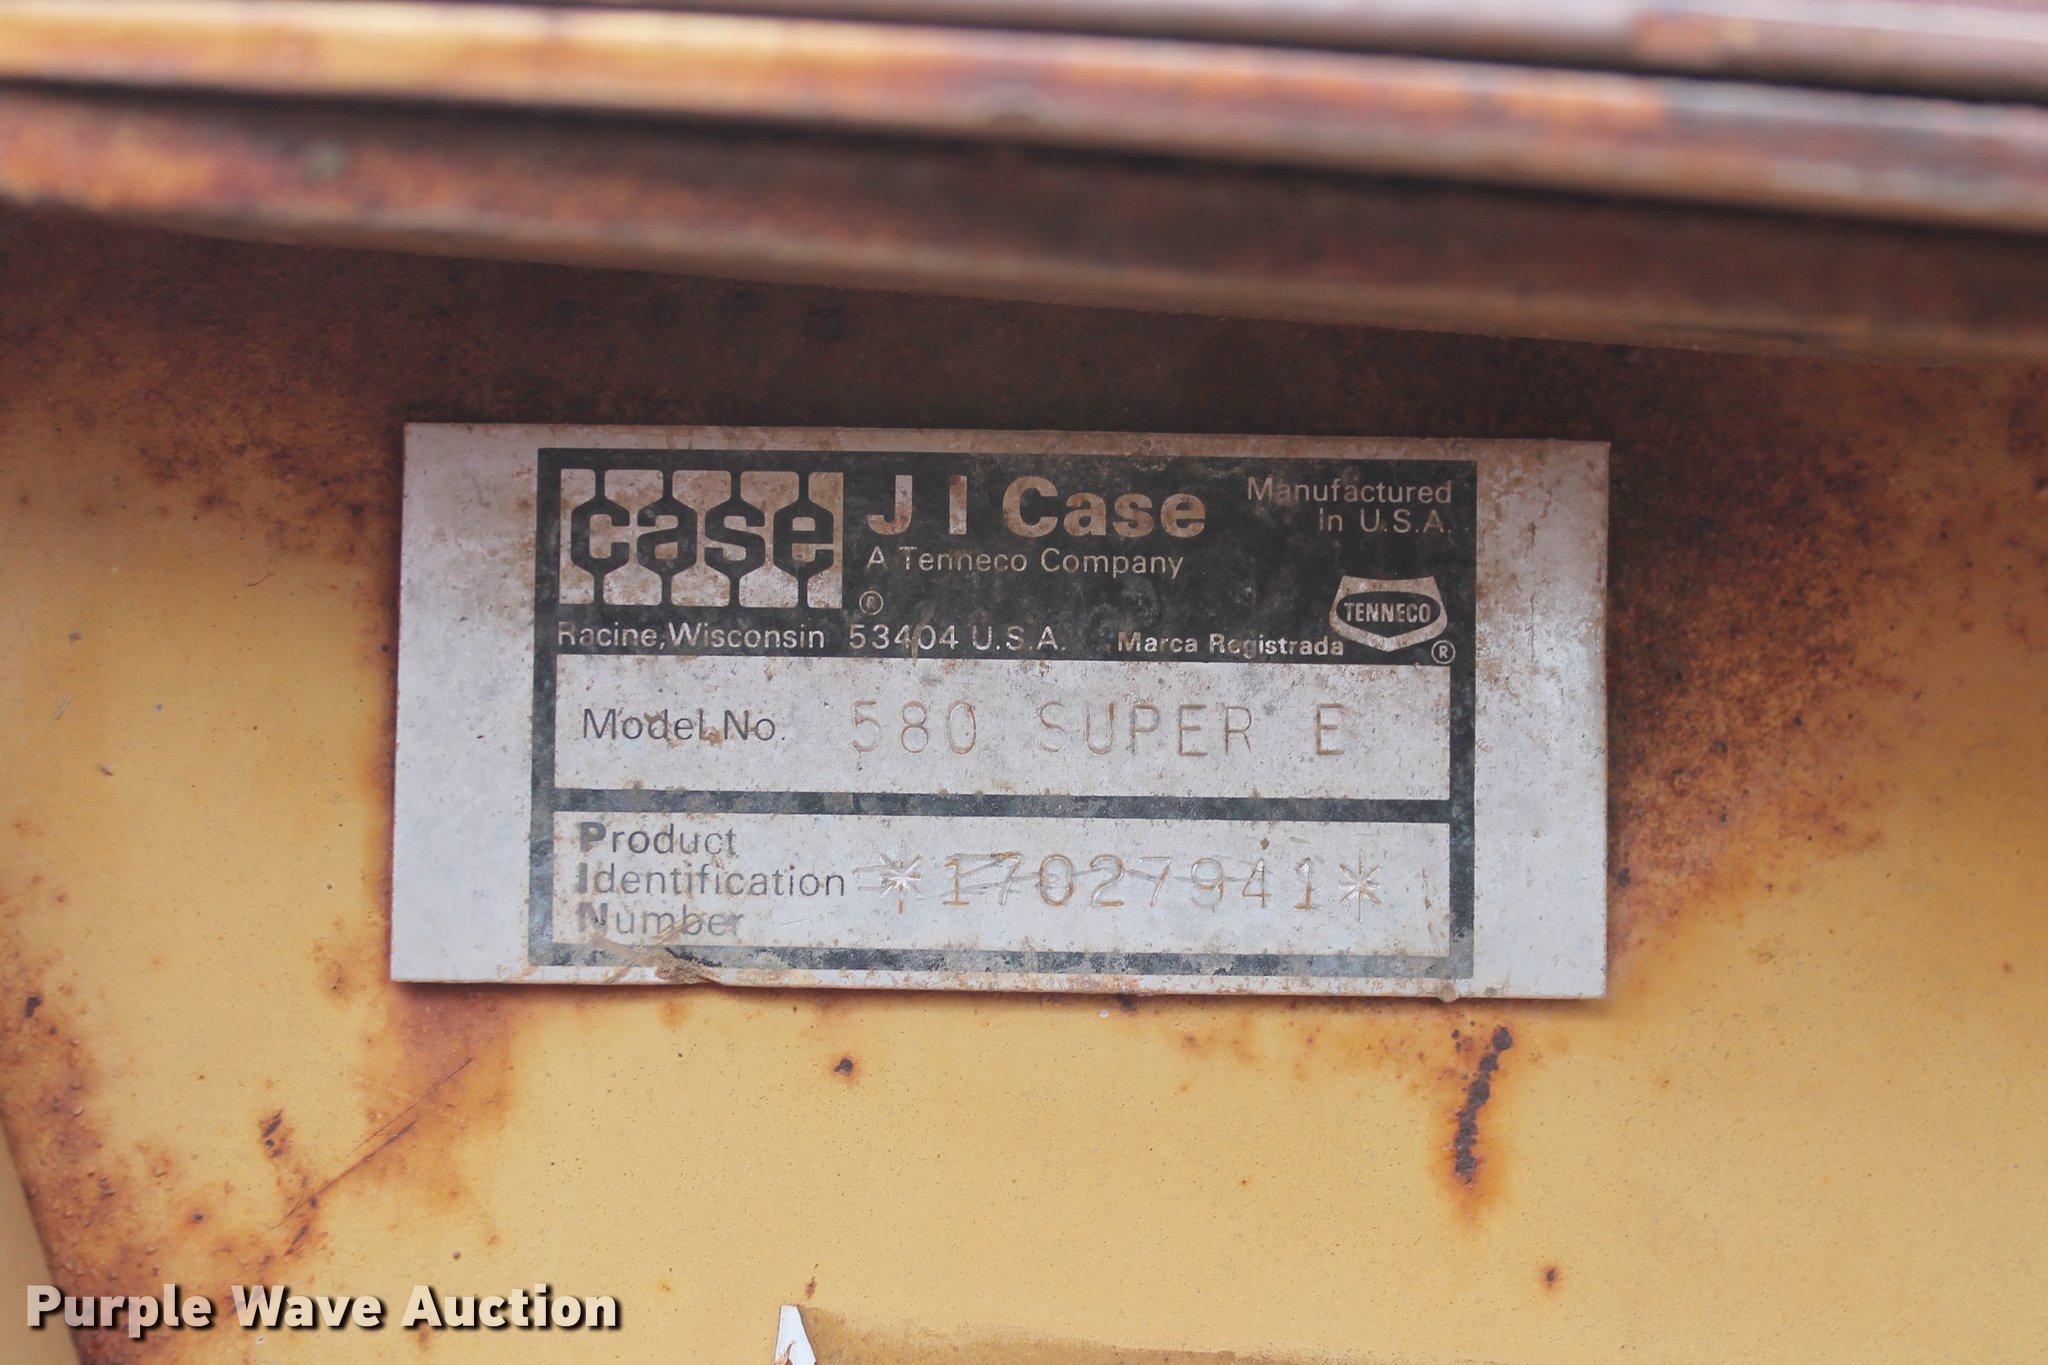 case ® J I Case Manufactured
In U.S.A.
A Tenneco Company
TENNECO ®
Racine, Wisconsin 53404 U.S.A. Marca Registrada
Model No. 580 SUPER E
Product
Identification *17027941*
Number
Purple Wave Auction